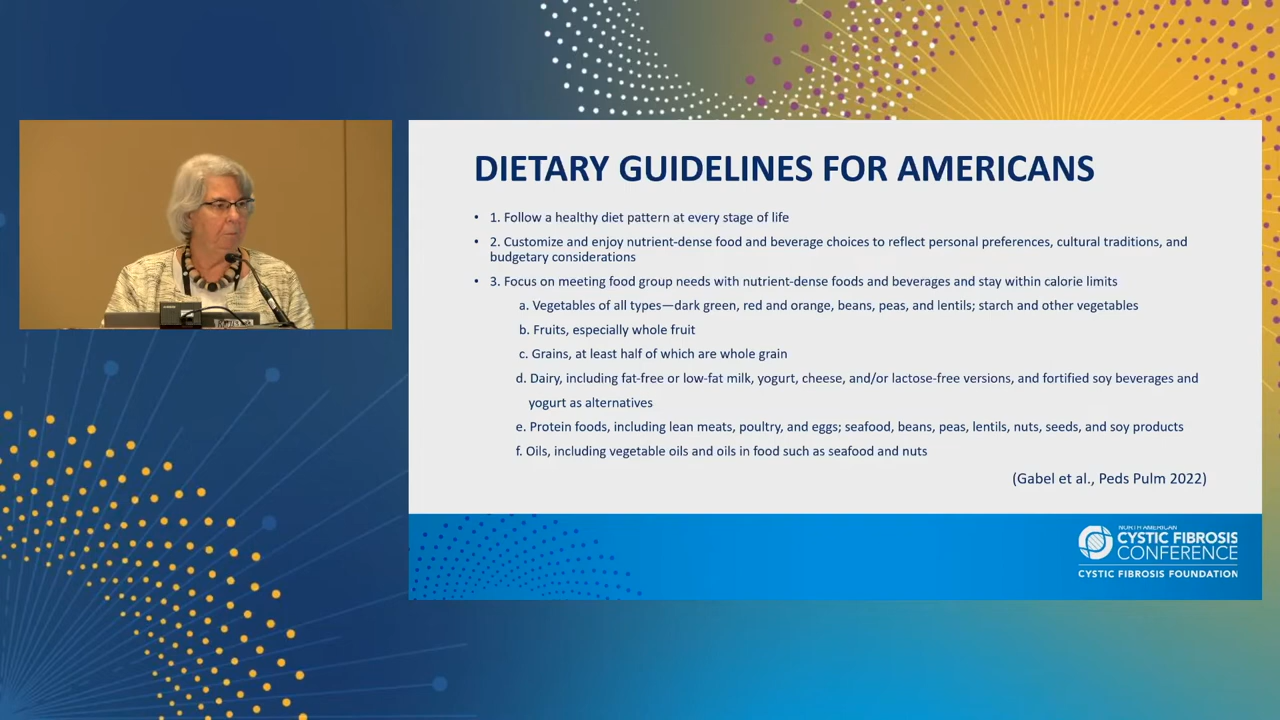 DIETARY GUIDELINES FOR AMERICANS
• 1. Follow a healthy diet pattern at every stage of life
• 2. Customize and enjoy nutrient-dense food and beverage choices to reflect personal preferences, cultural traditions, and
budgetary considerations
• 3. Focus on meeting food group needs with nutrient-dense foods and beverages and stay within calorie limits
a. Vegetables of all types—dark green, red and orange, beans, peas, and lentils; starch and other vegetables
b. Fruits, especially whole fruit
c. Grains, at least half of which are whole grain
d. Dairy, including fat-free or low-fat milk, yogurt, cheese, and/or lactose-free versions, and fortified soy beverages and
yogurt as alternatives
e. Protein foods, including lean meats, poultry, and eggs; seafood, beans, peas, lentils, nuts, seeds, and soy products
f. Oils, including vegetable oils and oils in food such as seafood and nuts
(Gabel et al., Peds Pulm 2022)
NORTH AMERICAN
CYSTIC FIBROSIS
CONFERENCE
CYSTIC FIBROSIS FOUNDATION